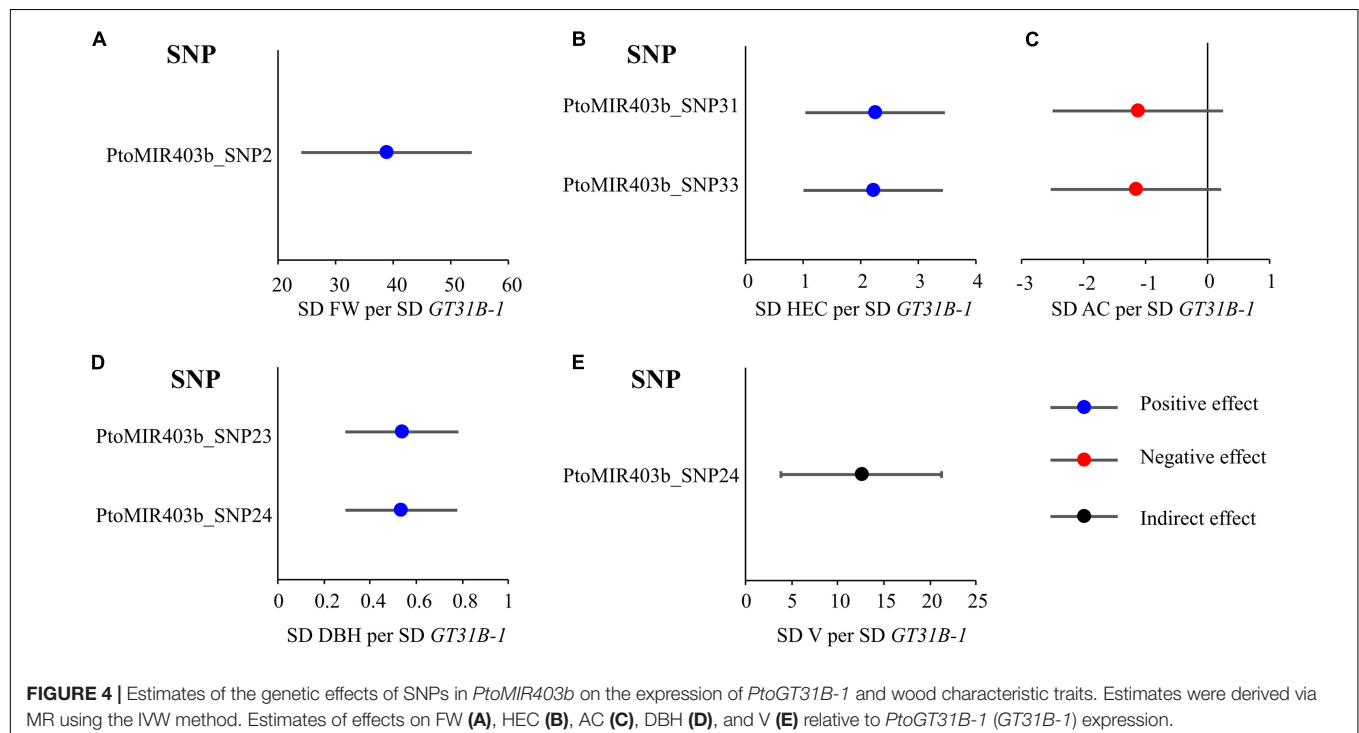 A
SNP
PtoMIR403b_SNP2
20 30 40 50 60
SD FW per SD GT31B-1
B
SNP
PtoMIR403b_SNP31
PtoMIR403b_SNP33
0 1 2 3 4
SD HEC per SD GT31B-1
C
-3 -2 -1 0 1
SD AC per SD GT31B-1
D
SNP
PtoMIR403b_SNP23
PtoMIR403b_SNP24
0 0.2 0.4 0.6 0.8 1
SD DBH per SD GT31B-1
E
SNP
PtoMIR403b_SNP24
0 5 10 15 20 25
SD V per SD GT31B-1
Positive effect
Negative effect
Indirect effect
FIGURE 4 | Estimates of the genetic effects of SNPs in PtoMIR403b on the expression of PtoGT31B-1 and wood characteristic traits. Estimates were derived via
MR using the IVW method. Estimates of effects on FW (A), HEC (B), AC (C), DBH (D), and V (E) relative to PtoGT31B-1 (GT31B-1) expression.